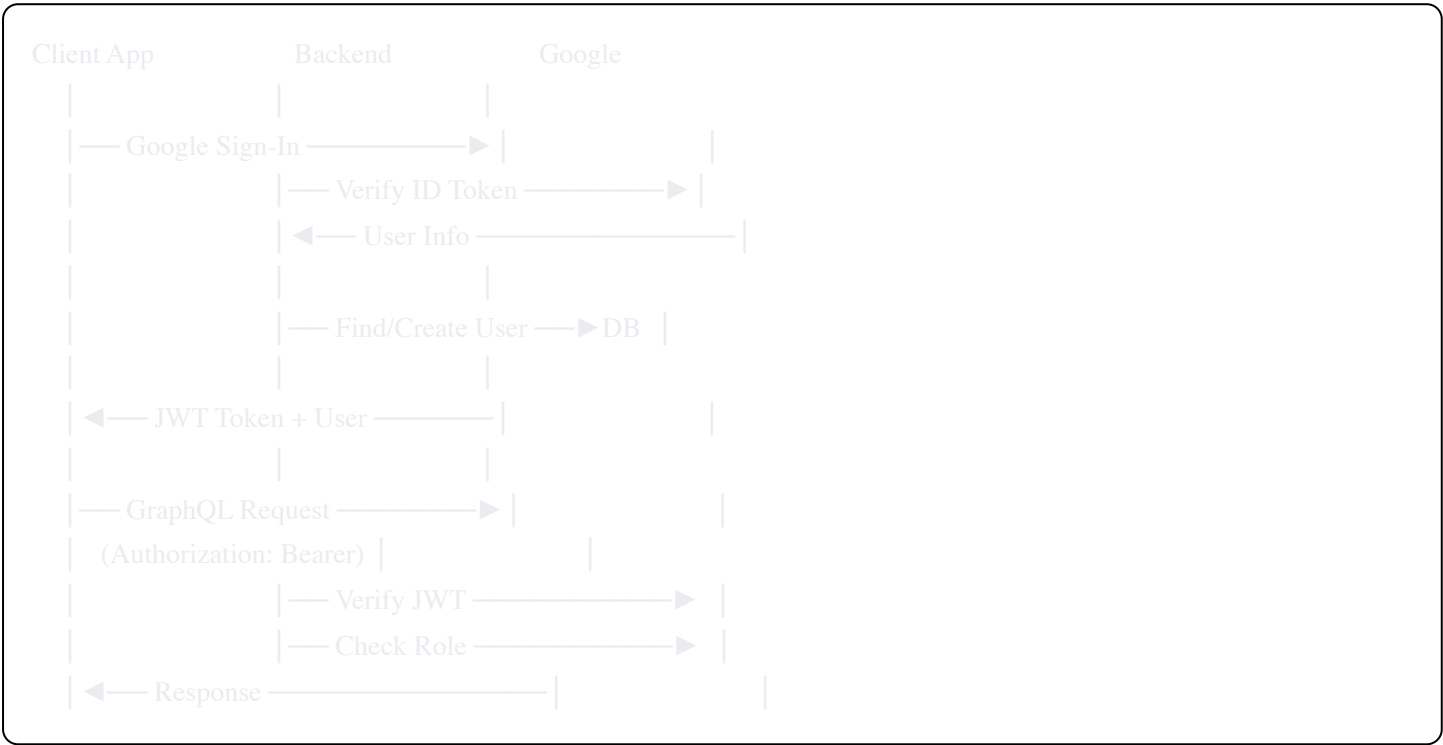 Client App Backend Google
| | |
|── Google Sign-In ────────▶| |
| |── Verify ID Token ───────▶|
| |◀── User Info ─────────────|
| | |
| |── Find/Create User ──▶DB |
| | |
|◀── JWT Token + User ──────| |
| | |
|── GraphQL Request ───────▶| |
| (Authorization: Bearer) | |
| |── Verify JWT ──────────▶ |
| |── Check Role ──────────▶ |
|◀── Response ──────────────| |